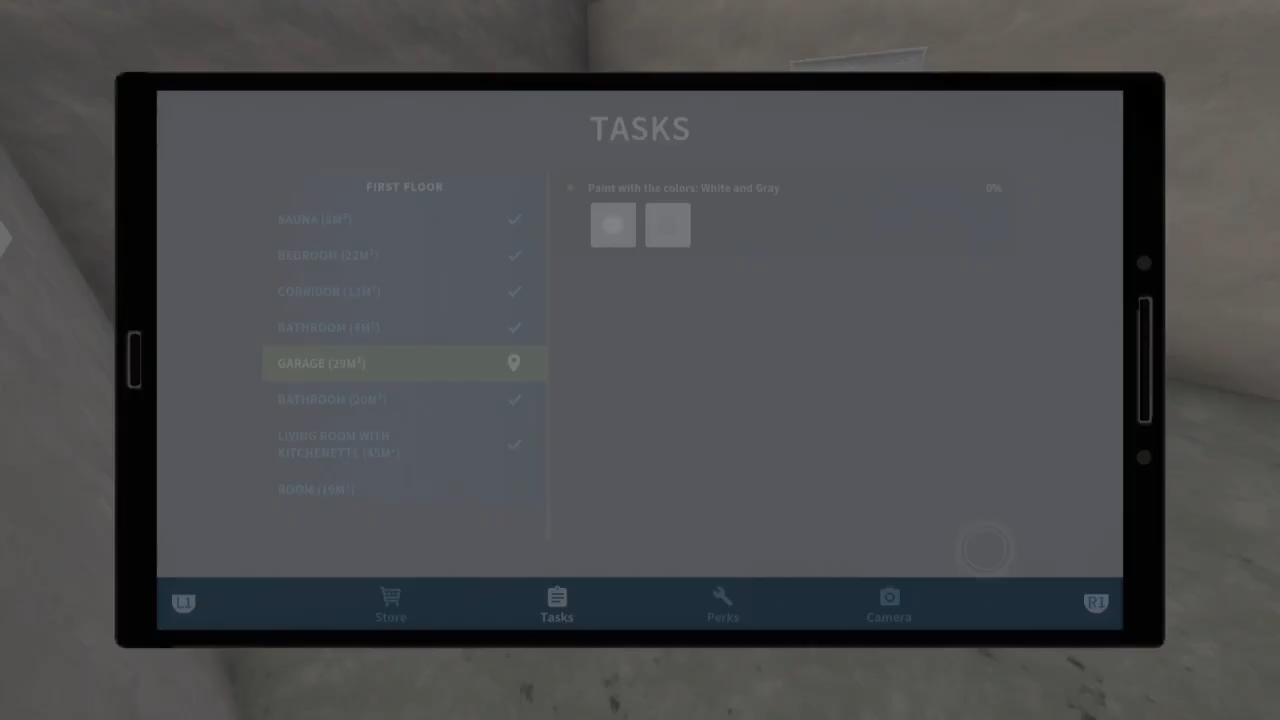 TASKS
FIRST FLOOR
SAUNA (8M²)
BEDROOM (22M²)
CORRIDOR (13M²)
BATHROOM (4M²)
GARAGE (29M²)
BATHROOM (20M²)
LIVING ROOM WITH
KITCHENETTE (45M²)
ROOM (19M²)
Paint with the colors: White and Gray
0%
L1
Store
Tasks
Perks
Camera
R1